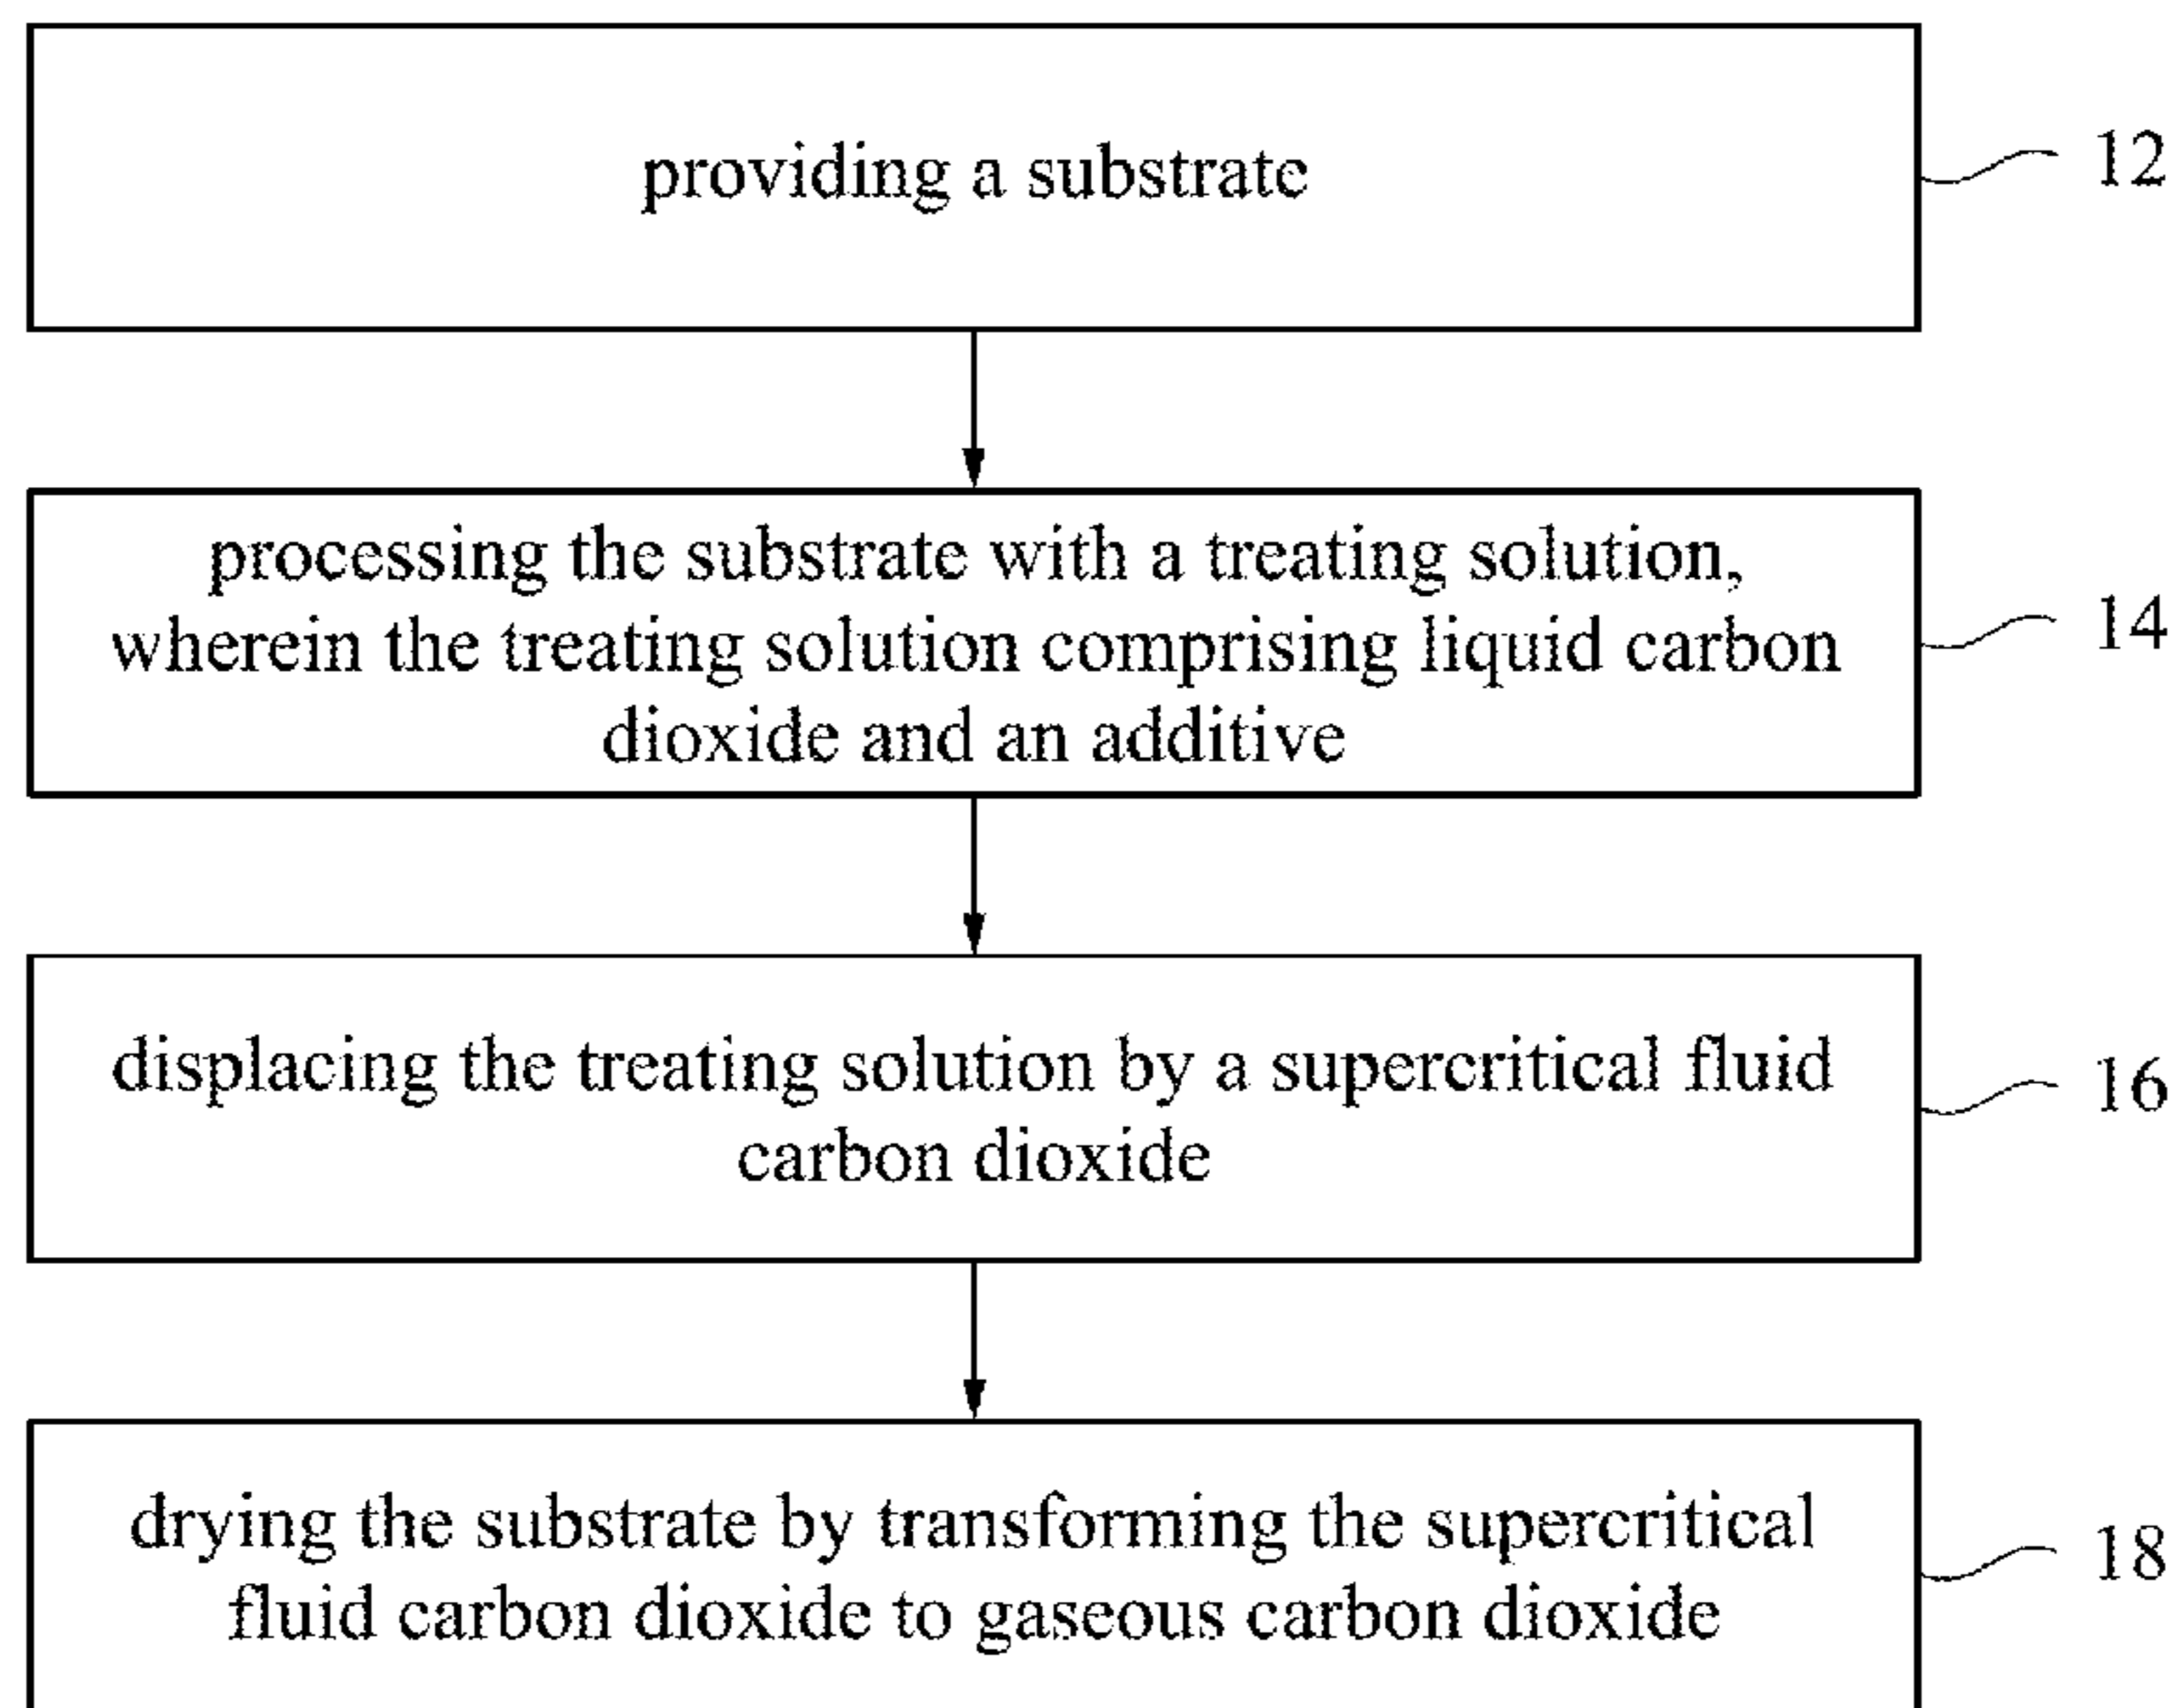 providing a substrate
12
processing the substrate with a treating solution,
wherein the treating solution comprising liquid carbon
dioxide and an additive
14
displacing the treating solution by a supercritical fluid
carbon dioxide
16
drying the substrate by transforming the supercritical
fluid carbon dioxide to gaseous carbon dioxide
18